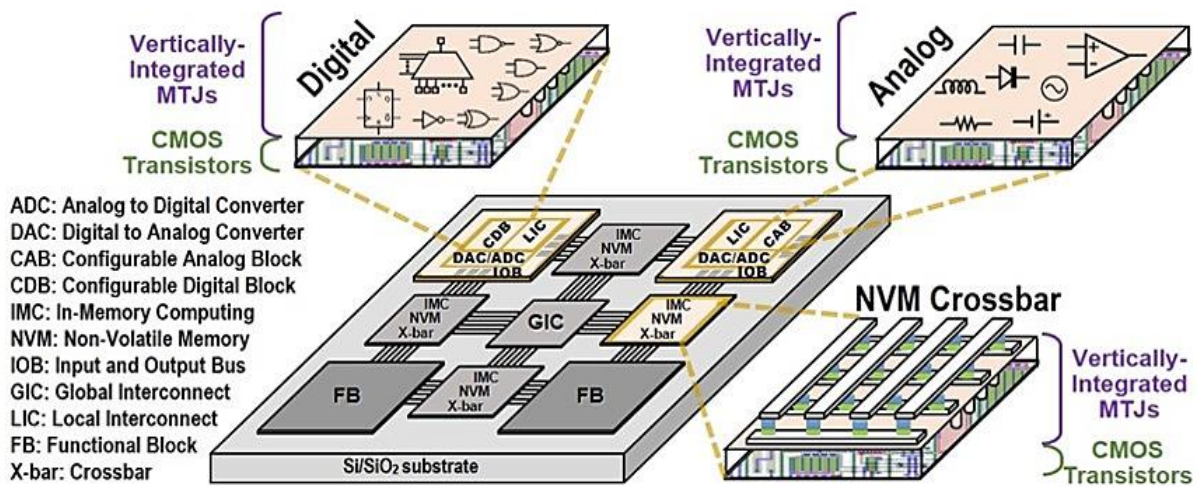 Vertically-
Integrated
MTJs
CMOS
Transistors
Digital
Vertically-
Integrated
MTJs
CMOS
Transistors
Analog
ADC: Analog to Digital Converter
DAC: Digital to Analog Converter
CAB: Configurable Analog Block
CDB: Configurable Digital Block
IMC: In-Memory Computing
NVM: Non-Volatile Memory
IOB: Input and Output Bus
GIC: Global Interconnect
LIC: Local Interconnect
FB: Functional Block
X-bar: Crossbar
CDB
LIC
DAC/ADC
IOB
IMC
NVM
X-bar
LIC
CAB
DAC/ADC
IOB
IMC
NVM
X-bar
GIC
IMC
NVM
X-bar
FB
IMC
NVM
X-bar
FB
Si/SiO₂ substrate
NVM Crossbar
Vertically-
Integrated
MTJs
CMOS
Transistors